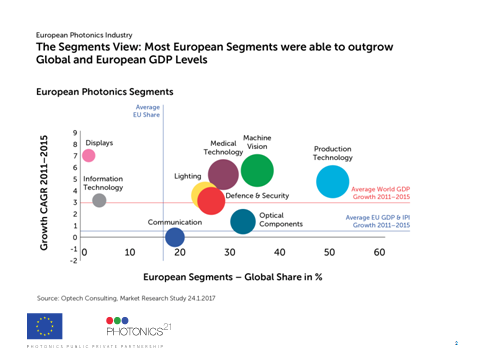 European Photonics Industry
The Segments View: Most European Segments were able to outgrow
Global and European GDP Levels
European Photonics Segments
Average
EU Share
Growth CAGR 2011–2015
9
8
7
6
5
4
3
2
1
0
-1
-2
Displays
Information
Technology
Lighting
Medical
Technology
Machine
Vision
Production
Technology
Defence & Security
Average World GDP
Growth 2011–2015
Communication
Optical
Components
Average EU GDP & IPI
Growth 2011–2015
0 10 20 30 40 50 60
European Segments – Global Share in %
Source: Optech Consulting, Market Research Study 24.1.2017
PHOTONICS21
PHOTONICS PUBLIC PRIVATE PARTNERSHIP
2